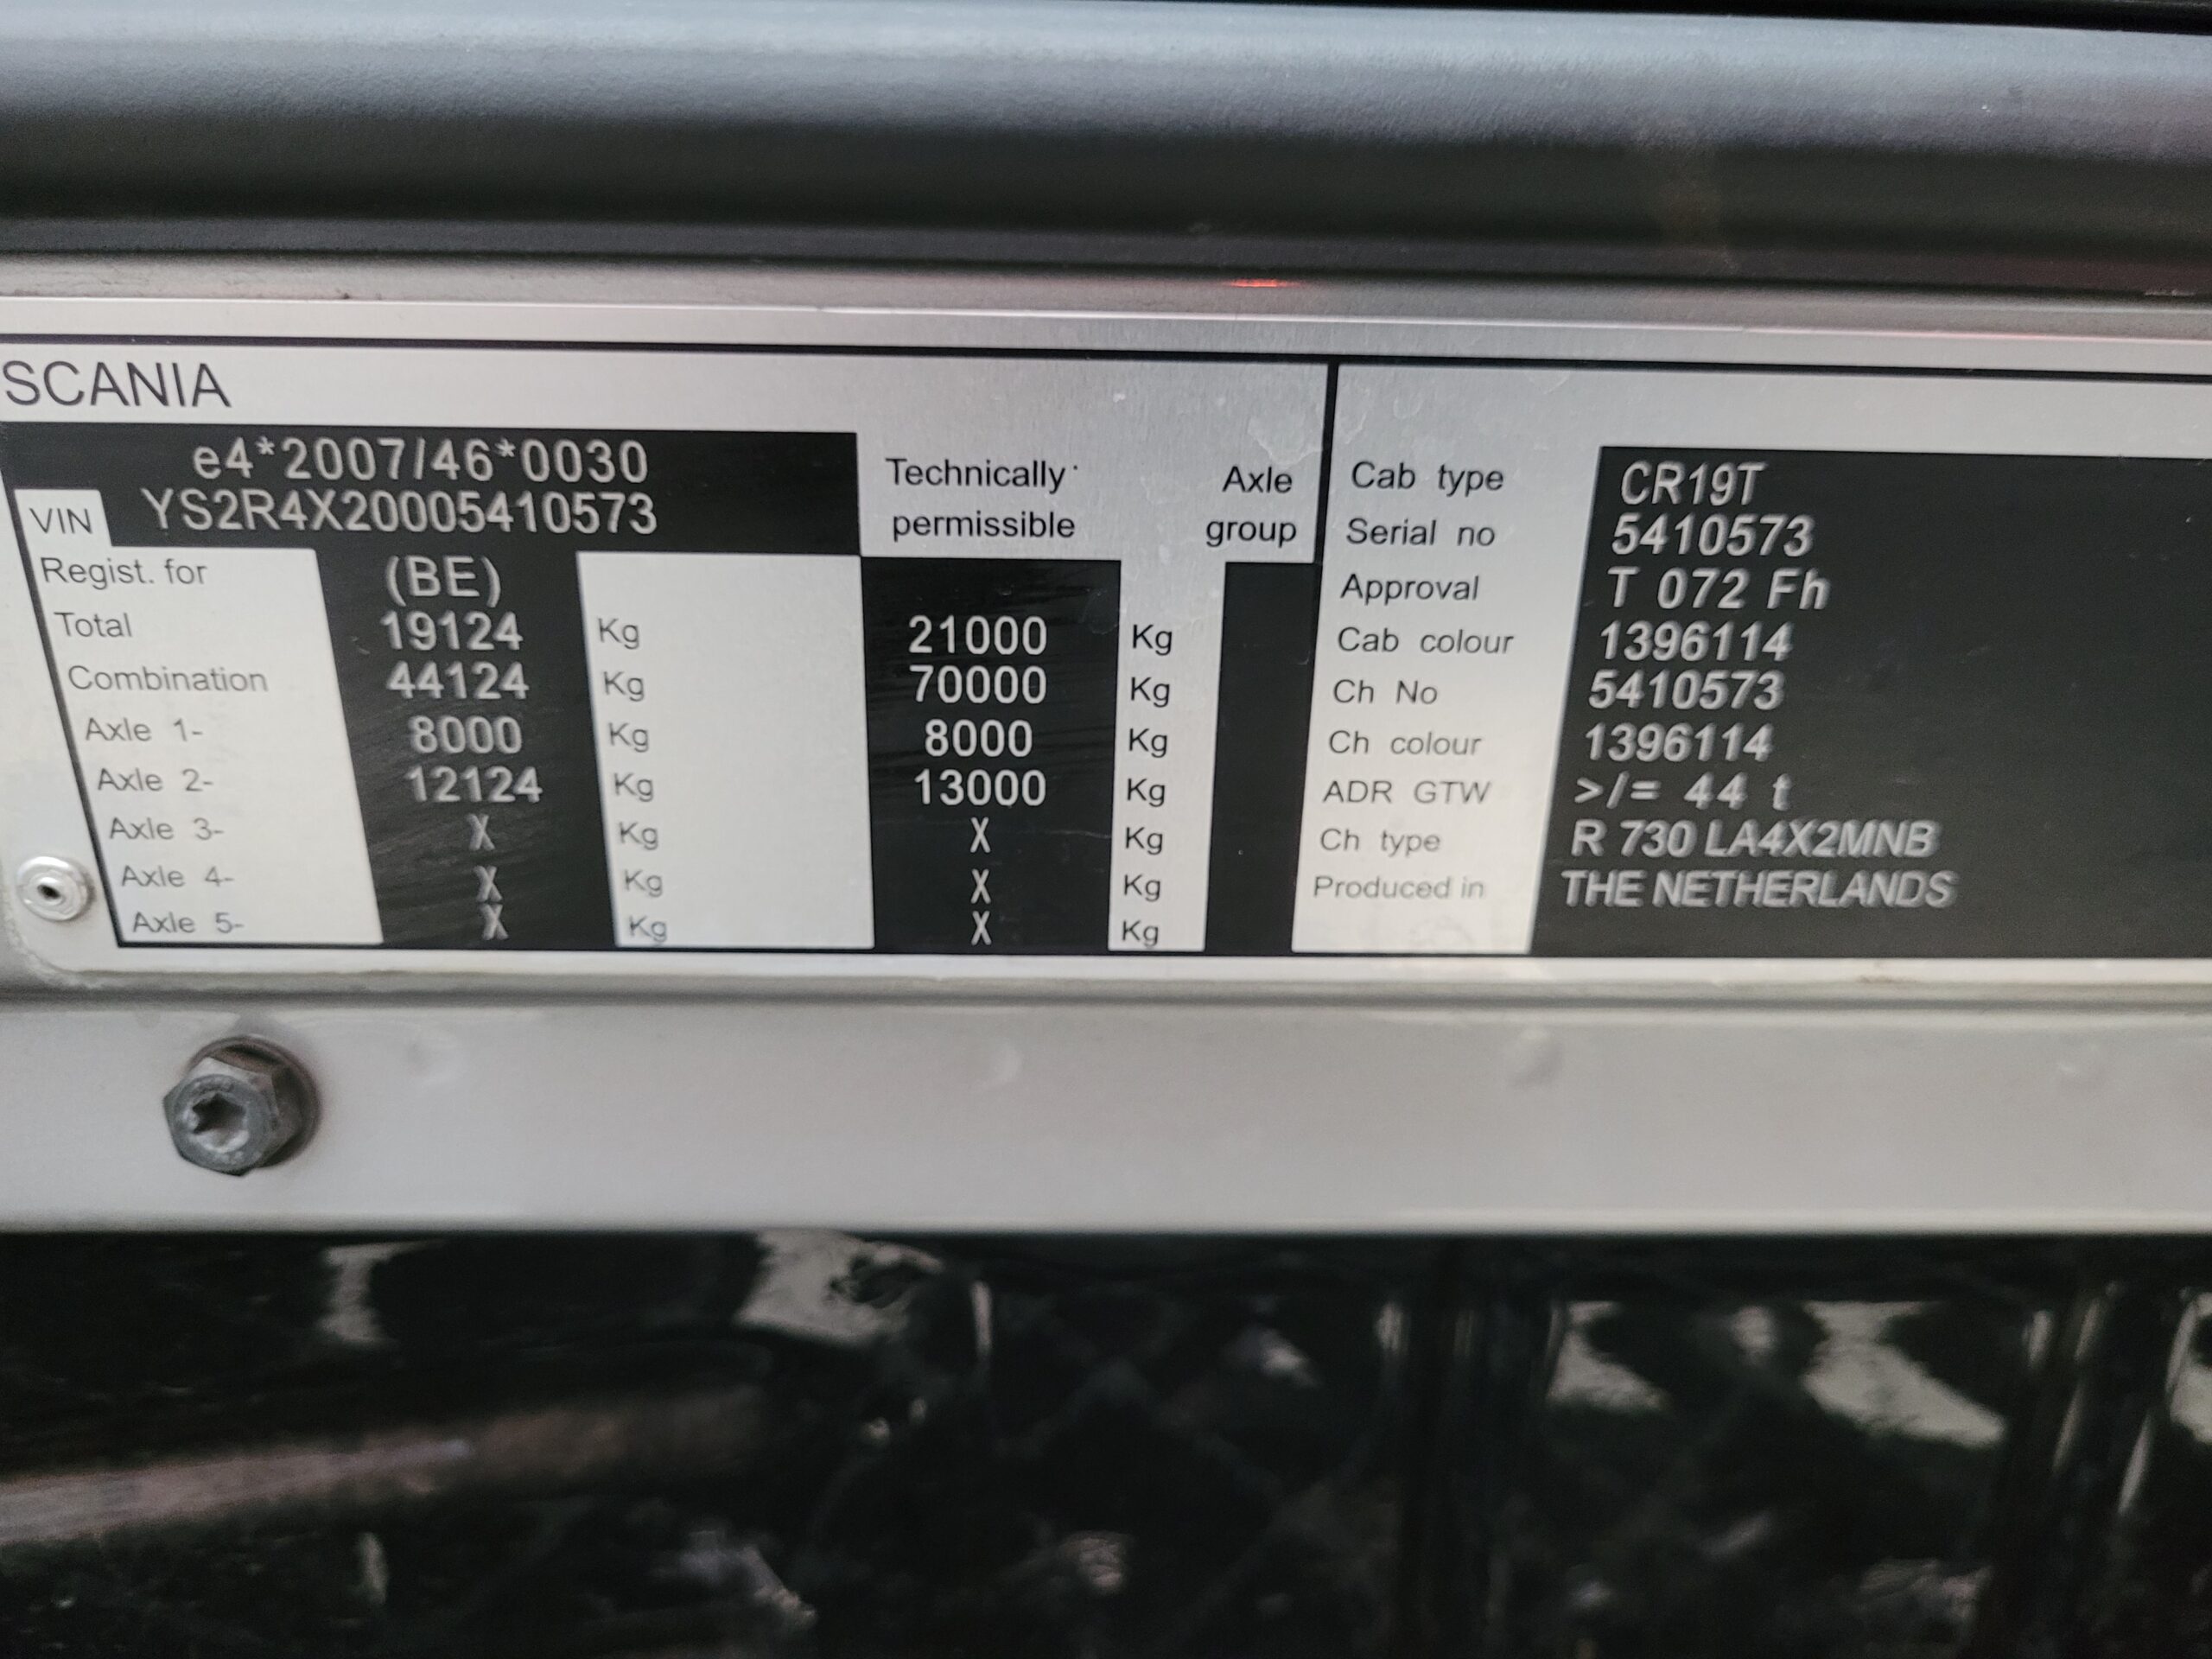 SCANIA
e4*2007/46*0030
VIN YS2R4X20005410573
Technically permissible
Axle group
Regist. for (BE)
Total 19124 Kg 21000 Kg
Combination 44124 Kg 70000 Kg
Axle 1- 8000 Kg 8000 Kg
Axle 2- 12124 Kg 13000 Kg
Axle 3- X Kg X Kg
Axle 4- X Kg X Kg
Axle 5- X Kg X Kg
Cab type CR19T
Serial no 5410573
Approval T 072 Fh
Cab colour 1396114
Ch No 5410573
Ch colour 1396114
ADR GTW >/= 44 t
Ch type R 730 LA4X2MNB
Produced in THE NETHERLANDS